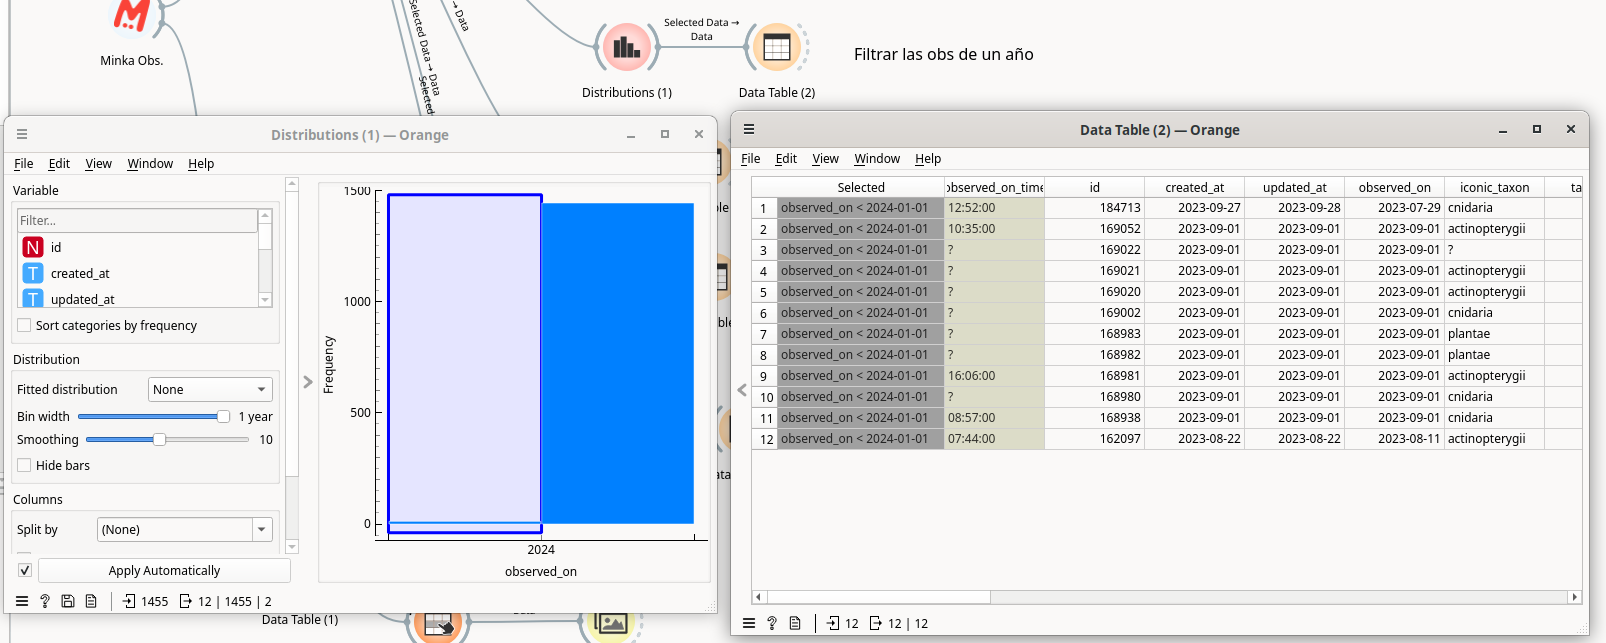 Minka Obs.
Selected Data → Data
→ Data
Selected
Selected Data →
Data
Distributions (1)
Data Table (2)
Filtrar las obs de un año
Distributions (1) — Orange
File Edit View Window Help
Variable
Filter...
N id
T created_at
T updated_at
Sort categories by frequency
Distribution
Fitted distribution None
Bin width 1 year
Smoothing 10
Hide bars
Columns
Split by (None)
Apply Automatically
1455 12 | 1455 | 2
1500
1000
500
0
Frequency
2024
observed_on
Data Table (1)
Data Table (2) — Orange
File Edit View Window Help
Selected observed_on_time id created_at updated_at observed_on iconic_taxon ta
1 observed_on < 2024-01-01 12:52:00 184713 2023-09-27 2023-09-28 2023-07-29 cnidaria
2 observed_on < 2024-01-01 10:35:00 169052 2023-09-01 2023-09-01 2023-09-01 actinopterygii
3 observed_on < 2024-01-01 ? 169022 2023-09-01 2023-09-01 2023-09-01 ?
4 observed_on < 2024-01-01 ? 169021 2023-09-01 2023-09-01 2023-09-01 actinopterygii
5 observed_on < 2024-01-01 ? 169020 2023-09-01 2023-09-01 2023-09-01 actinopterygii
6 observed_on < 2024-01-01 ? 169002 2023-09-01 2023-09-01 2023-09-01 cnidaria
7 observed_on < 2024-01-01 ? 168983 2023-09-01 2023-09-01 2023-09-01 plantae
8 observed_on < 2024-01-01 ? 168982 2023-09-01 2023-09-01 2023-09-01 plantae
9 observed_on < 2024-01-01 16:06:00 168981 2023-09-01 2023-09-01 2023-09-01 actinopterygii
10 observed_on < 2024-01-01 ? 168980 2023-09-01 2023-09-01 2023-09-01 cnidaria
11 observed_on < 2024-01-01 08:57:00 168938 2023-09-01 2023-09-01 2023-09-01 cnidaria
12 observed_on < 2024-01-01 07:44:00 162097 2023-08-22 2023-08-22 2023-08-11 actinopterygii
12 12 | 12